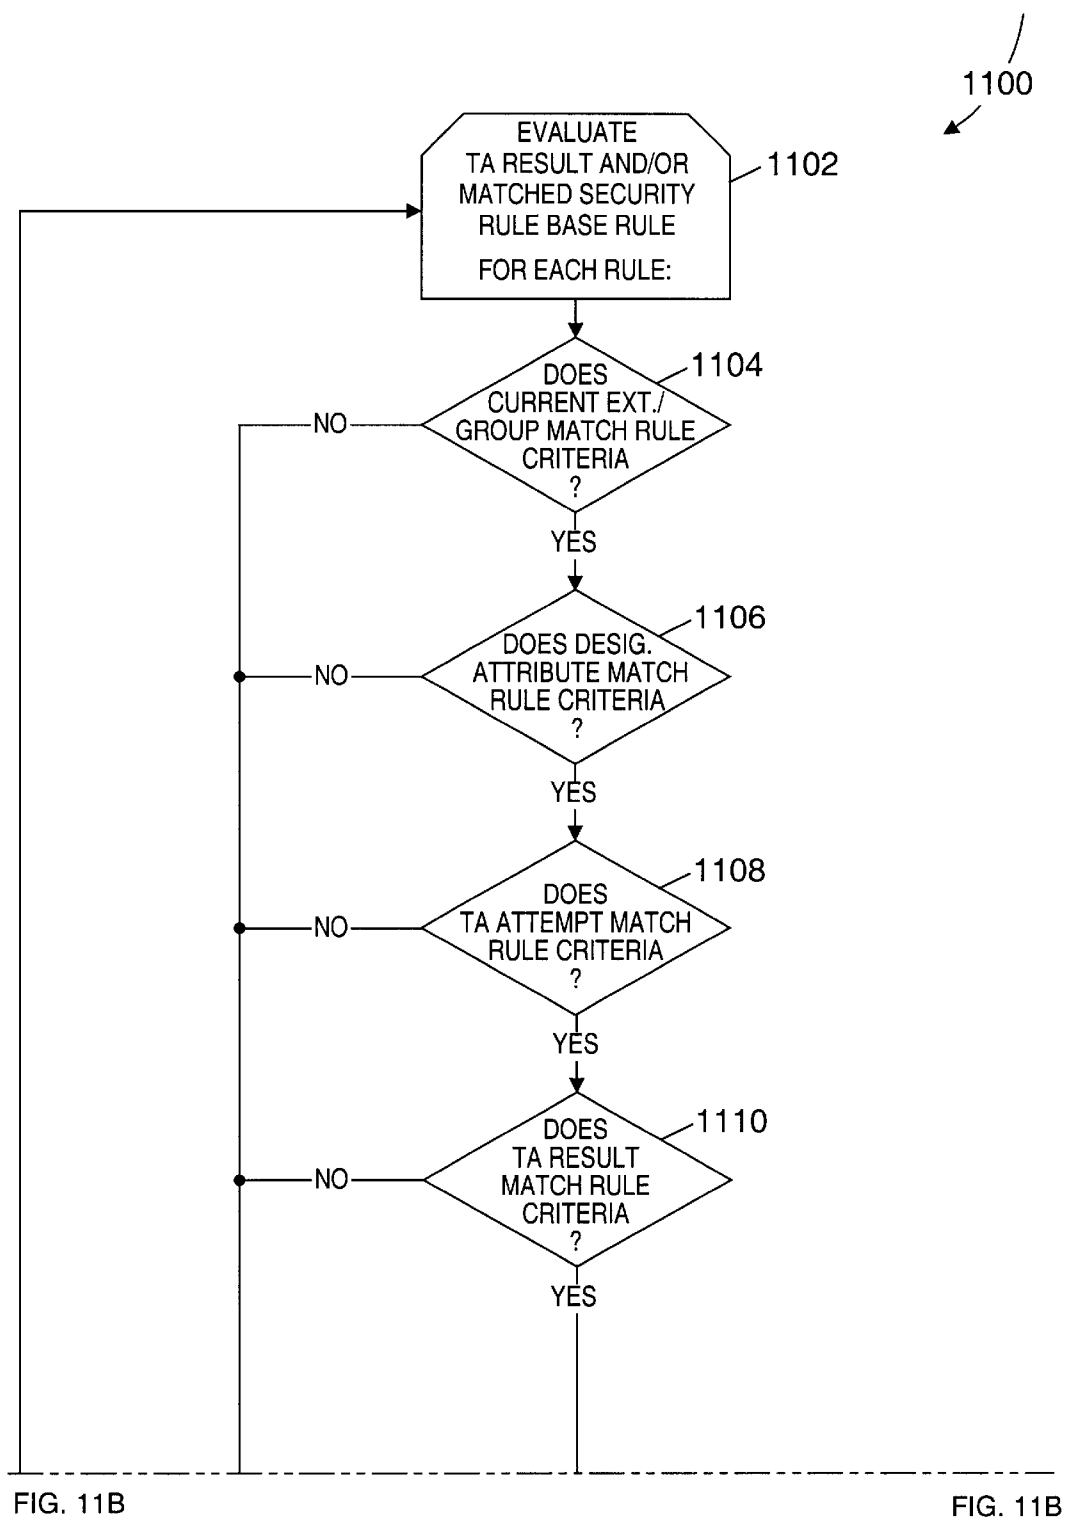 1100
EVALUATE
TA RESULT AND/OR
MATCHED SECURITY
RULE BASE RULE
FOR EACH RULE:
1102
DOES
CURRENT EXT./
GROUP MATCH RULE
CRITERIA
?
1104
NO
YES
DOES DESIG.
ATTRIBUTE MATCH
RULE CRITERIA
?
1106
NO
YES
DOES
TA ATTEMPT MATCH
RULE CRITERIA
?
1108
NO
YES
DOES
TA RESULT
MATCH RULE
CRITERIA
?
1110
NO
YES
FIG. 11B
FIG. 11B